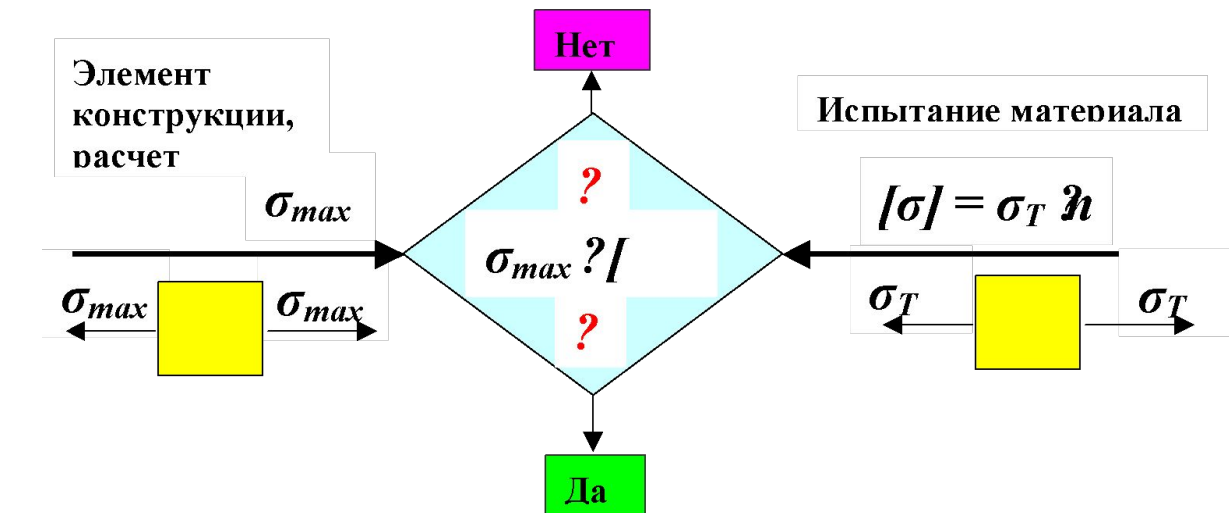 Нет
Элемент
конструкции,
расчет
Испытание материала
σmax
?
[σ] = σT ?n
σmax ?[
σmax
σmax
?
σT
σT
Да